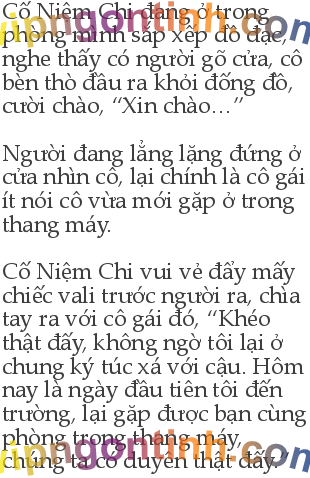 Cố Niệm Chi đang ở trong
phòng mình sắp xếp đồ đạc,
nghe thấy có người gõ cửa, cô
bèn thò đầu ra khỏi đống đồ,
cười chào, “Xin chào…”
Người đang lẳng lặng đứng ở
cửa nhìn cô, lại chính là cô gái
ít nói cô vừa mới gặp ở trong
thang máy.
Cố Niệm Chi vui vẻ đẩy mấy
chiếc vali trước người ra, chìa
tay ra với cô gái đó, “Khéo
thật đấy, không ngờ tôi lại ở
chung ký túc xá với cậu. Hôm
nay là ngày đầu tiên tôi đến
trường, lại gặp được bạn cùng
phòng trong thang máy,
chúng ta có duyên thật đấy.”
vipngontinh.com
vipngontinh.com